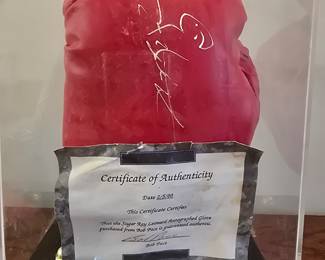 Certificate of Authenticity
Date
This Certificate Certifies
That the Sugar Ray Leonard Autographed Glove
purchased from Bob Pace is guaranteed authentic.
Bob Pace